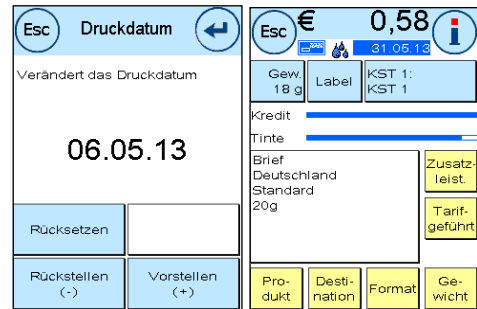 Esc
Druckdatum
Verändert das Druckdatum
06.05.13
Rücksetzen
Rückstellen
(-)
Vorstellen
(+)
Esc
€ 0,58
31.05.13
i
Gew.
18 g
Label
KST 1:
KST 1
Kredit
Tinte
Brief
Deutschland
Standard
20g
Zusatz-
leist.
Tarif-
geführt
Pro-
dukt
Desti-
nation
Format
Ge-
wicht